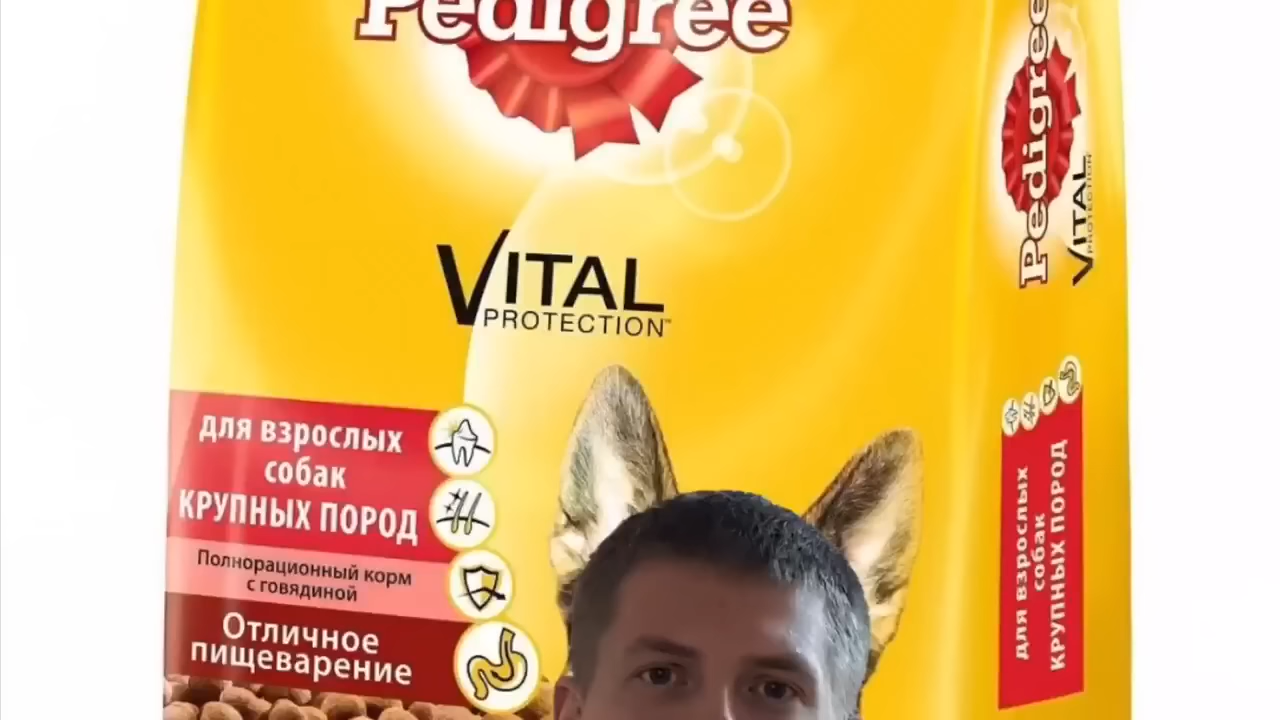 Pedigree
VITAL
PROTECTION™
для взрослых
собак
КРУПНЫХ ПОРОД
Полнорационный корм
с говядиной
Отличное
пищеварение
Pedigree
VITAL
PROTECTION
для взрослых
собак
КРУПНЫХ ПОРОД